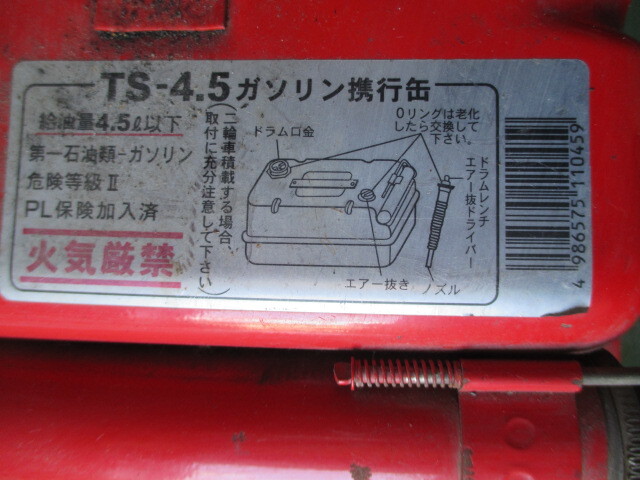 TS-4.5ガソリン携行缶
給油量4.5ℓ以下
第一石油類-ガソリン
危険等級Ⅱ
PL保険加入済
火気厳禁
(二輪車積載する場合、
取付に充分注意して下さい)
ドラム口金
Oリングは老化
したら交換して
下さい。
ドラムレンチ
エアー抜ドライバー
エアー抜き
ノズル
4 986575 110459